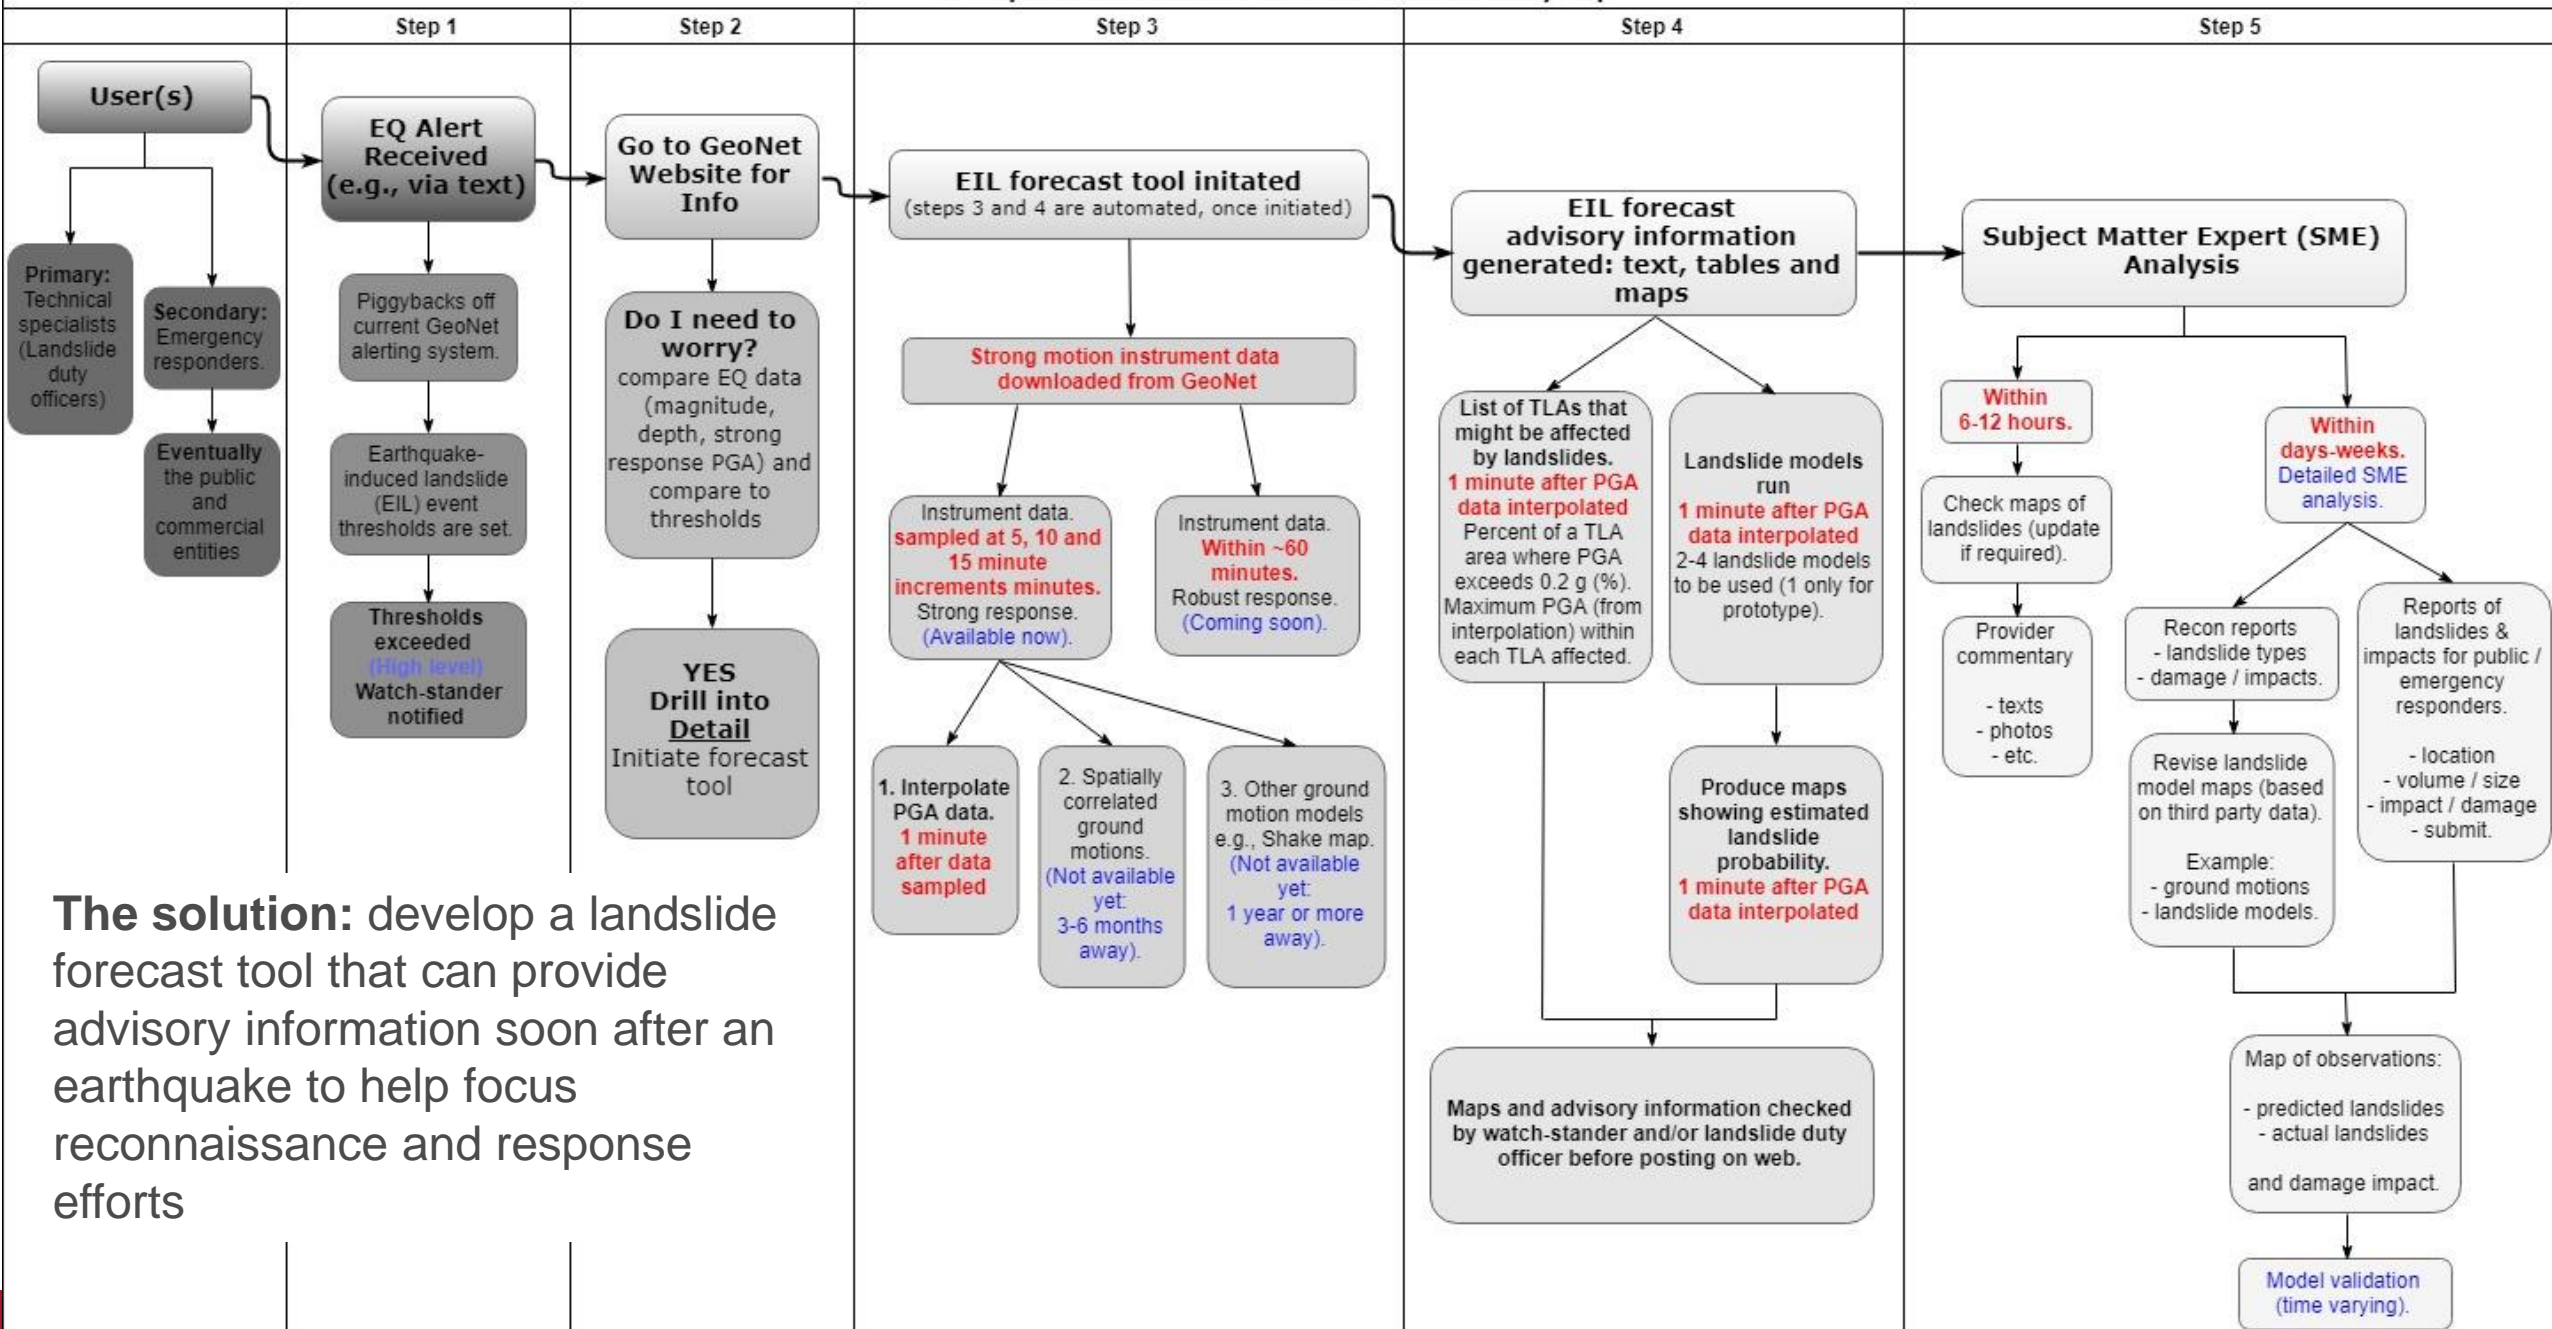 Step 1
Step 2
Step 3
Step 4
Step 5
User(s)
Primary:
Technical
specialists
(Landslide
duty
officers)
Secondary:
Emergency
responders.
Eventually
the public
and
commercial
entities
EQ Alert
Received
(e.g., via text)
Piggybacks off
current GeoNet
alerting system.
Earthquake-
induced landslide
(EIL) event
thresholds are set.
Thresholds
exceeded
(High level)
Watch-stander
notified
Go to GeoNet
Website for
Info
Do I need to
worry?
compare EQ data
(magnitude,
depth, strong
response PGA) and
compare to
thresholds
YES
Drill into
Detail
Initiate forecast
tool
The solution: develop a landslide
forecast tool that can provide
advisory information soon after an
earthquake to help focus
reconnaissance and response
efforts
EIL forecast tool initated
(steps 3 and 4 are automated, once initiated)
Strong motion instrument data
downloaded from GeoNet
Instrument data.
sampled at 5, 10 and
15 minute
increments minutes.
Strong response.
(Available now).
Instrument data.
Within ~60
minutes.
Robust response.
(Coming soon).
1. Interpolate
PGA data.
1 minute
after data
sampled
2. Spatially
correlated
ground
motions.
(Not available
yet:
3-6 months
away).
3. Other ground
motion models
e.g., Shake map.
(Not available
yet:
1 year or more
away).
EIL forecast
advisory information
generated: text, tables and
maps
List of TLAs that
might be affected
by landslides.
1 minute after PGA
data interpolated
Percent of a TLA
area where PGA
exceeds 0.2 g (%).
Maximum PGA (from
interpolation) within
each TLA affected.
Landslide models
run
1 minute after PGA
data interpolated
2-4 landslide models
to be used (1 only for
prototype).
Produce maps
showing estimated
landslide
probability.
1 minute after PGA
data interpolated
Maps and advisory information checked
by watch-stander and/or landslide duty
officer before posting on web.
Subject Matter Expert (SME)
Analysis
Within
6-12 hours.
Check maps of
landslides (update
if required).
Provider
commentary
- texts
- photos
- etc.
Within
days-weeks.
Detailed SME
analysis.
Recon reports
- landslide types
- damage / impacts.
Revise landslide
model maps (based
on third party data).
Example:
- ground motions
- landslide models.
Reports of
landslides &
impacts for public /
emergency
responders.
- location
- volume / size
- impact / damage
- submit.
Map of observations:
- predicted landslides
- actual landslides
and damage impact.
Model validation
(time varying).